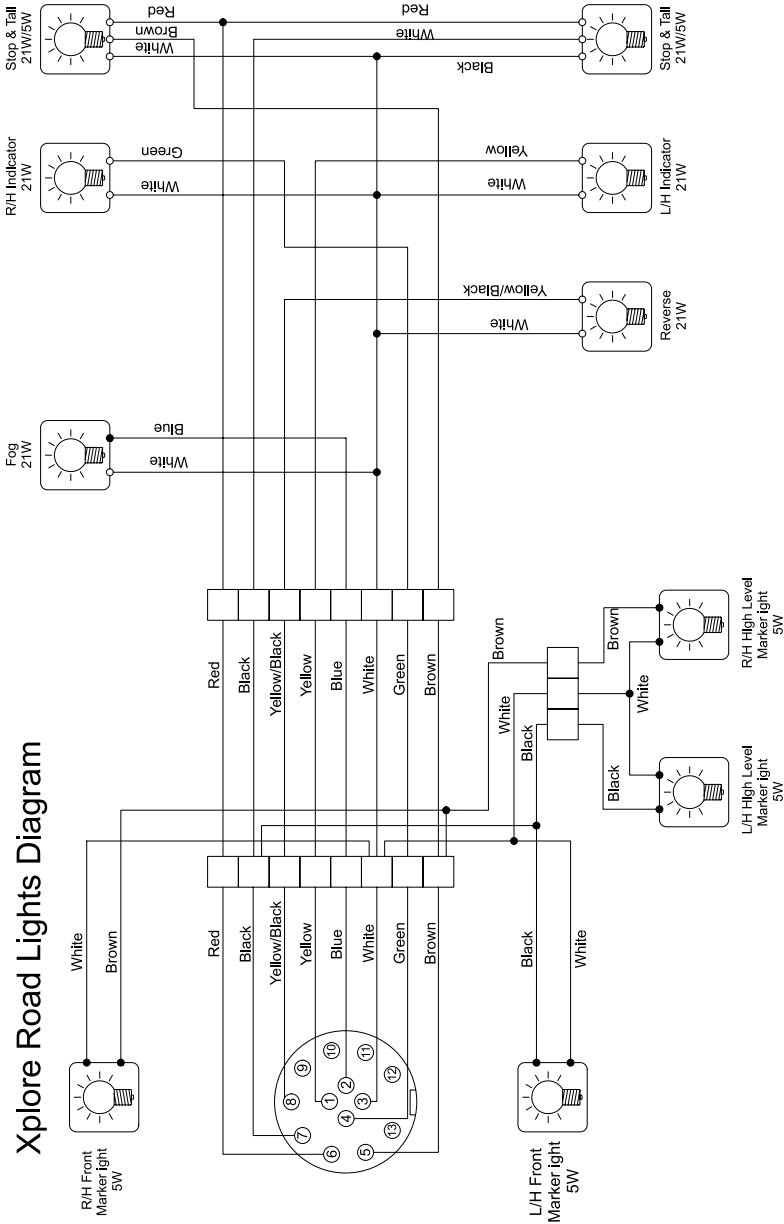 Xplore Road Lights Diagram
R/H Front
Marker ight
5W
White
Brown
L/H Front
Marker ight
5W
Black
White
1
2
3
4
5
6
7
8
9
10
11
12
13
Red
Black
Yellow/Black
Yellow
Blue
White
Green
Brown
Red
Black
Yellow/Black
Yellow
Blue
White
Green
Brown
Brown
White
Black
Brown
White
Black
L/H High Level
Marker ight
5W
R/H High Level
Marker ight
5W
Fog
21W
Blue
White
Reverse
21W
Yellow/Black
White
R/H Indicator
21W
Green
White
L/H Indicator
21W
Yellow
White
Stop & Tail
21W/5W
Red
Brown
White
Stop & Tail
21W/5W
Red
White
Black